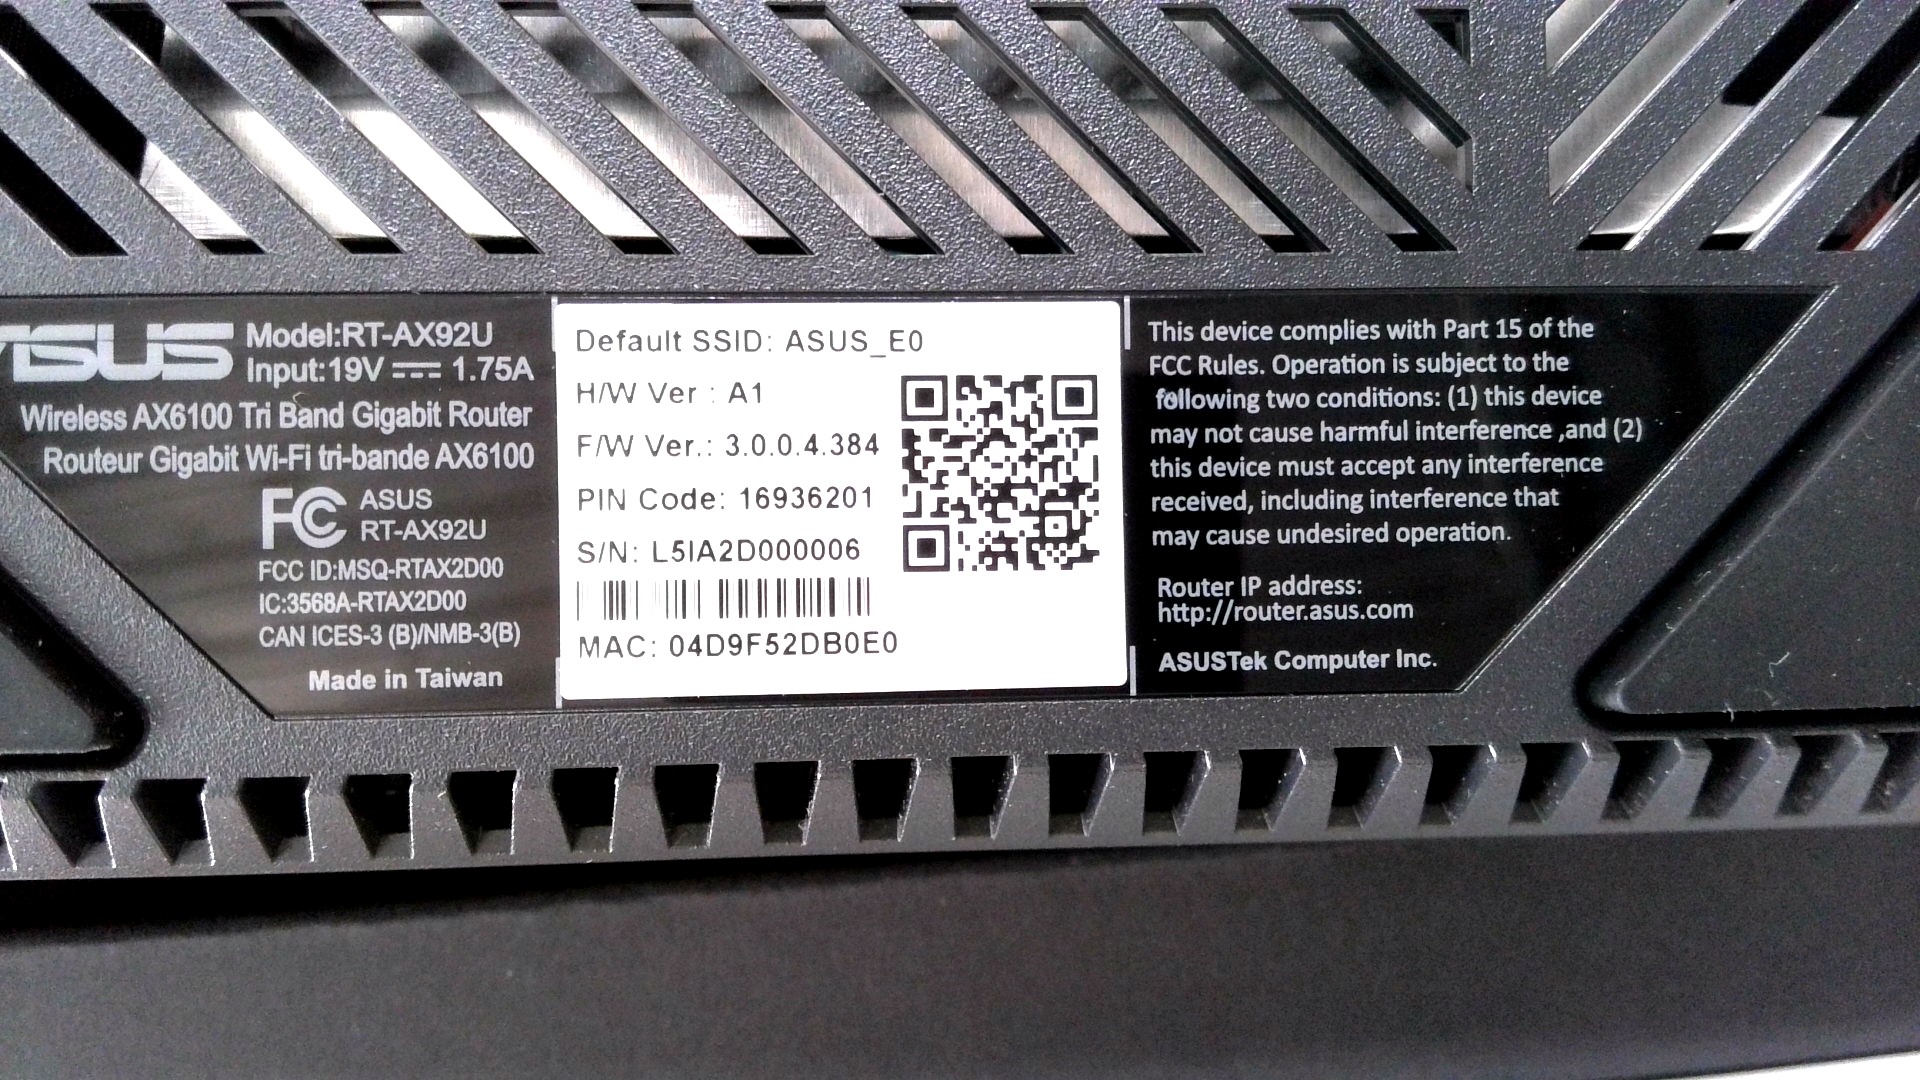 ASUS
Model:RT-AX92U
Input:19V 1.75A
Wireless AX6100 Tri Band Gigabit Router
Routeur Gigabit Wi-Fi tri-bande AX6100
FC ASUS
RT-AX92U
FCC ID:MSQ-RTAX2D00
IC:3568A-RTAX2D00
CAN ICES-3 (B)/NMB-3(B)
Made in Taiwan
Default SSID: ASUS_E0
H/W Ver : A1
F/W Ver.: 3.0.0.4.384
PIN Code: 16936201
S/N: L5IA2D000006
MAC: 04D9F52DB0E0
This device complies with Part 15 of the
FCC Rules. Operation is subject to the
following two conditions: (1) this device
may not cause harmful interference ,and (2)
this device must accept any interference
received, including interference that
may cause undesired operation.
Router IP address:
http://router.asus.com
ASUSTek Computer Inc.